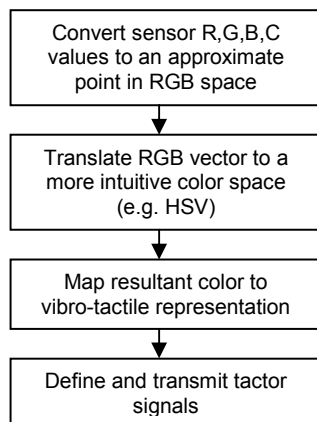 Convert sensor R,G,B,C
values to an approximate
point in RGB space
Translate RGB vector to a
more intuitive color space
(e.g. HSV)
Map resultant color to
vibro-tactile representation
Define and transmit tactor
signals